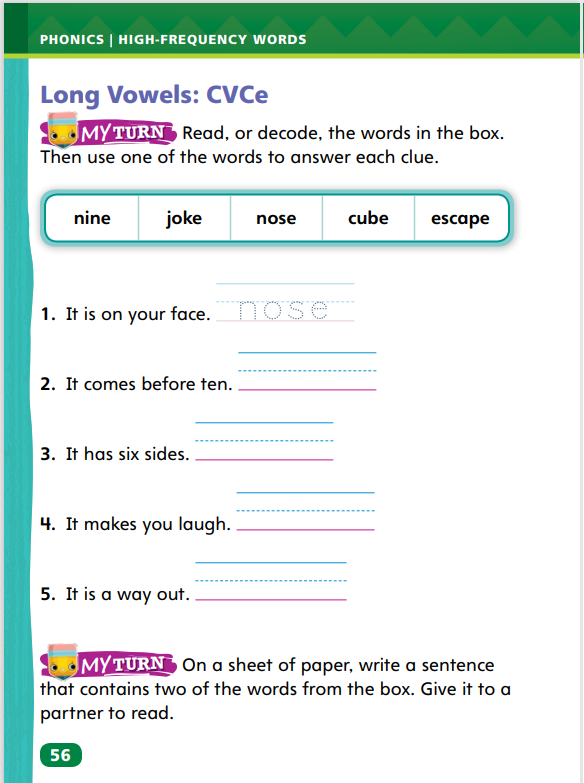 PHONICS | HIGH-FREQUENCY WORDS
Long Vowels: CVCe
MY TURN Read, or decode, the words in the box.
Then use one of the words to answer each clue.
nine joke nose cube escape
1. It is on your face. nose
2. It comes before ten.
3. It has six sides.
4. It makes you laugh.
5. It is a way out.
MY TURN On a sheet of paper, write a sentence
that contains two of the words from the box. Give it to a
partner to read.
56